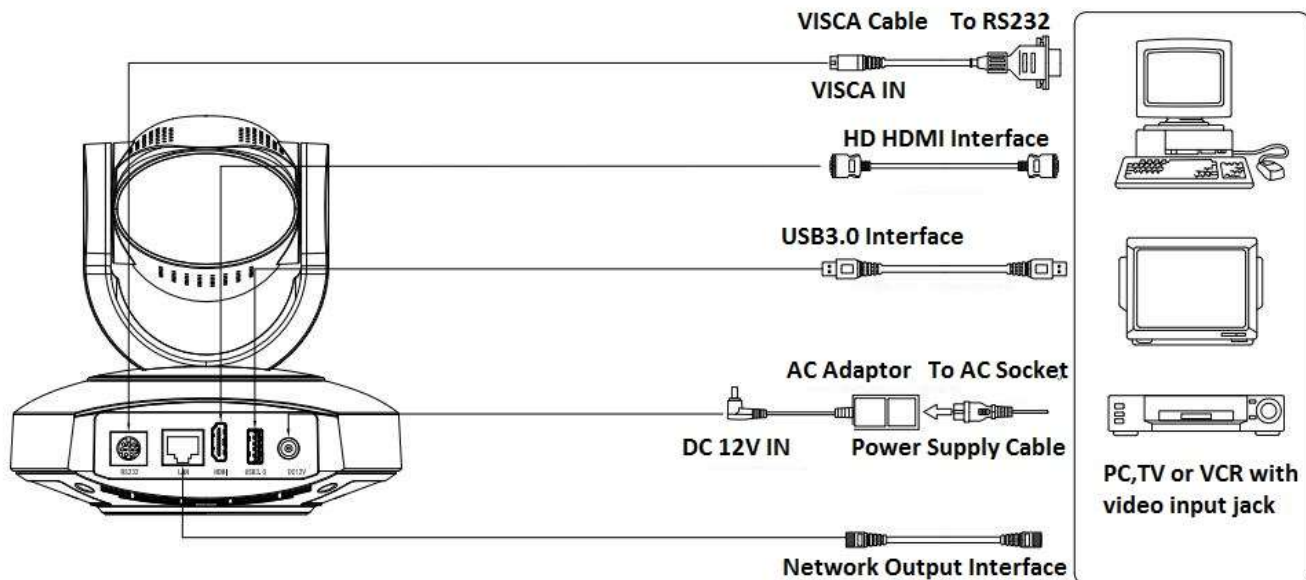 VISCA Cable To RS232
VISCA IN
HD HDMI Interface
USB3.0 Interface
AC Adaptor To AC Socket
DC 12V IN Power Supply Cable
RS232 LAN HDMI USB3.0 DC12V
PC,TV or VCR with
video input jack
Network Output Interface